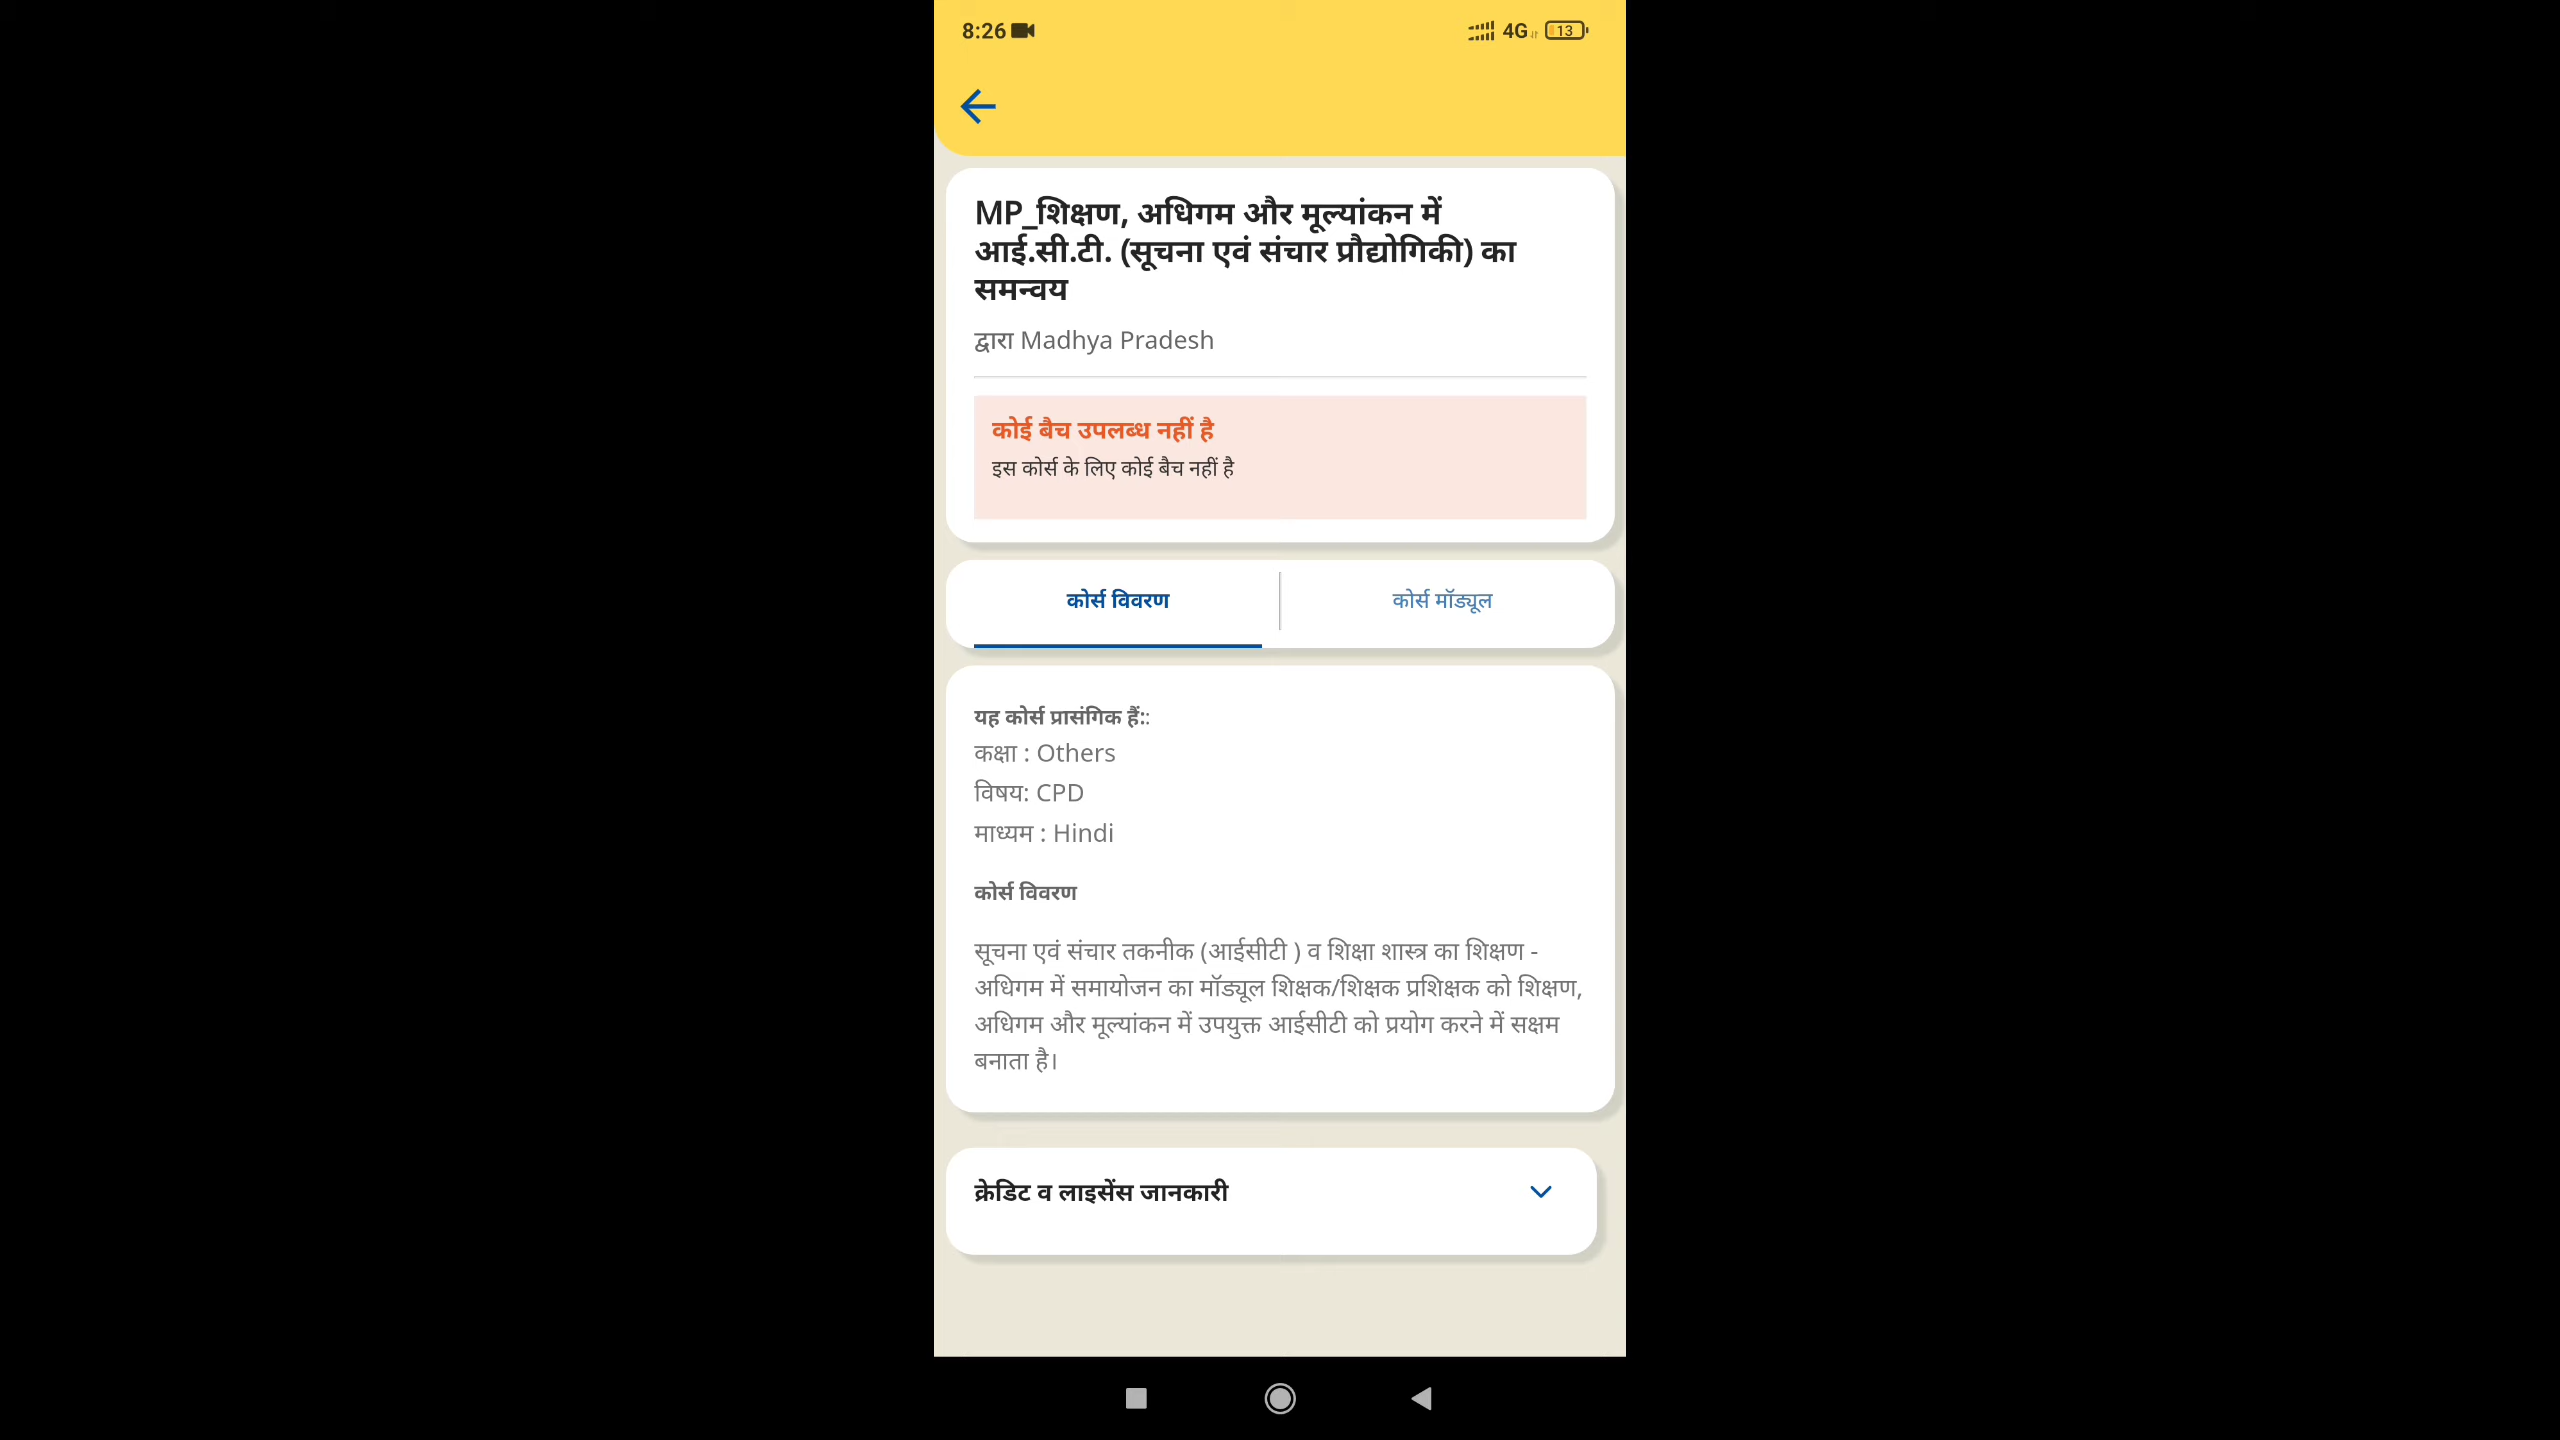 8:26
4G 13
MP_शिक्षण, अधिगम और मूल्यांकन में
आई.सी.टी. (सूचना एवं संचार प्रौद्योगिकी) का
समन्वय
द्वारा Madhya Pradesh
कोई बैच उपलब्ध नहीं है
इस कोर्स के लिए कोई बैच नहीं है
कोर्स विवरण
कोर्स मॉड्यूल
यह कोर्स प्रासंगिक हैं::
कक्षा : Others
विषय: CPD
माध्यम : Hindi
कोर्स विवरण
सूचना एवं संचार तकनीक (आईसीटी ) व शिक्षा शास्त्र का शिक्षण -
अधिगम में समायोजन का मॉड्यूल शिक्षक/शिक्षक प्रशिक्षक को शिक्षण,
अधिगम और मूल्यांकन में उपयुक्त आईसीटी को प्रयोग करने में सक्षम
बनाता है।
क्रेडिट व लाइसेंस जानकारी